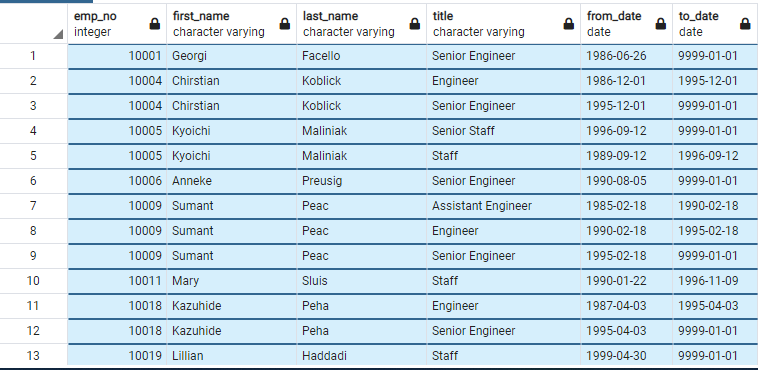 emp_no first_name last_name title from_date to_date
integer character varying character varying character varying date date
1 10001 Georgi Facello Senior Engineer 1986-06-26 9999-01-01
2 10004 Chirstian Koblick Engineer 1986-12-01 1995-12-01
3 10004 Chirstian Koblick Senior Engineer 1995-12-01 9999-01-01
4 10005 Kyoichi Maliniak Senior Staff 1996-09-12 9999-01-01
5 10005 Kyoichi Maliniak Staff 1989-09-12 1996-09-12
6 10006 Anneke Preusig Senior Engineer 1990-08-05 9999-01-01
7 10009 Sumant Peac Assistant Engineer 1985-02-18 1990-02-18
8 10009 Sumant Peac Engineer 1990-02-18 1995-02-18
9 10009 Sumant Peac Senior Engineer 1995-02-18 9999-01-01
10 10011 Mary Sluis Staff 1990-01-22 1996-11-09
11 10018 Kazuhide Peha Engineer 1987-04-03 1995-04-03
12 10018 Kazuhide Peha Senior Engineer 1995-04-03 9999-01-01
13 10019 Lillian Haddadi Staff 1999-04-30 9999-01-01